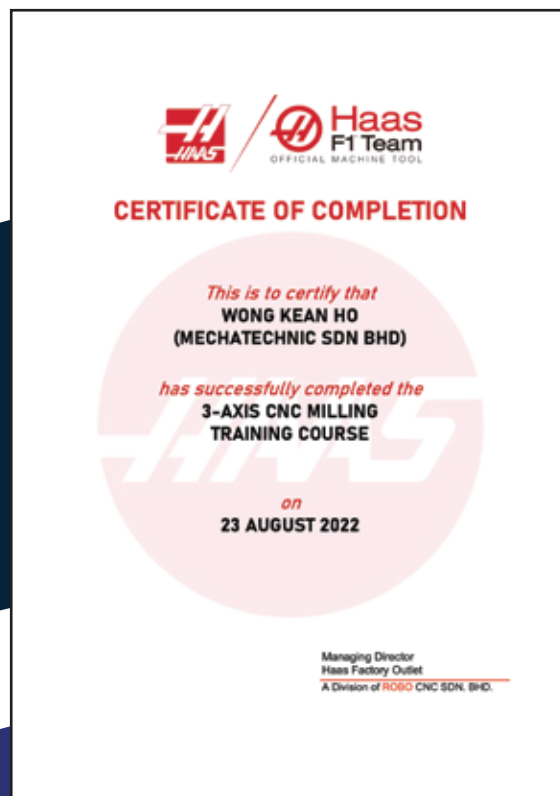 HAAS
Haas
F1 Team
OFFICIAL MACHINE TOOL
CERTIFICATE OF COMPLETION
This is to certify that
WONG KEAN HO
(MECHATECHNIC SDN BHD)
has successfully completed the
3-AXIS CNC MILLING
TRAINING COURSE
HAAS
on
23 AUGUST 2022
Managing Director
Haas Factory Outlet
A Division of ROBO CNC SDN. BHD.